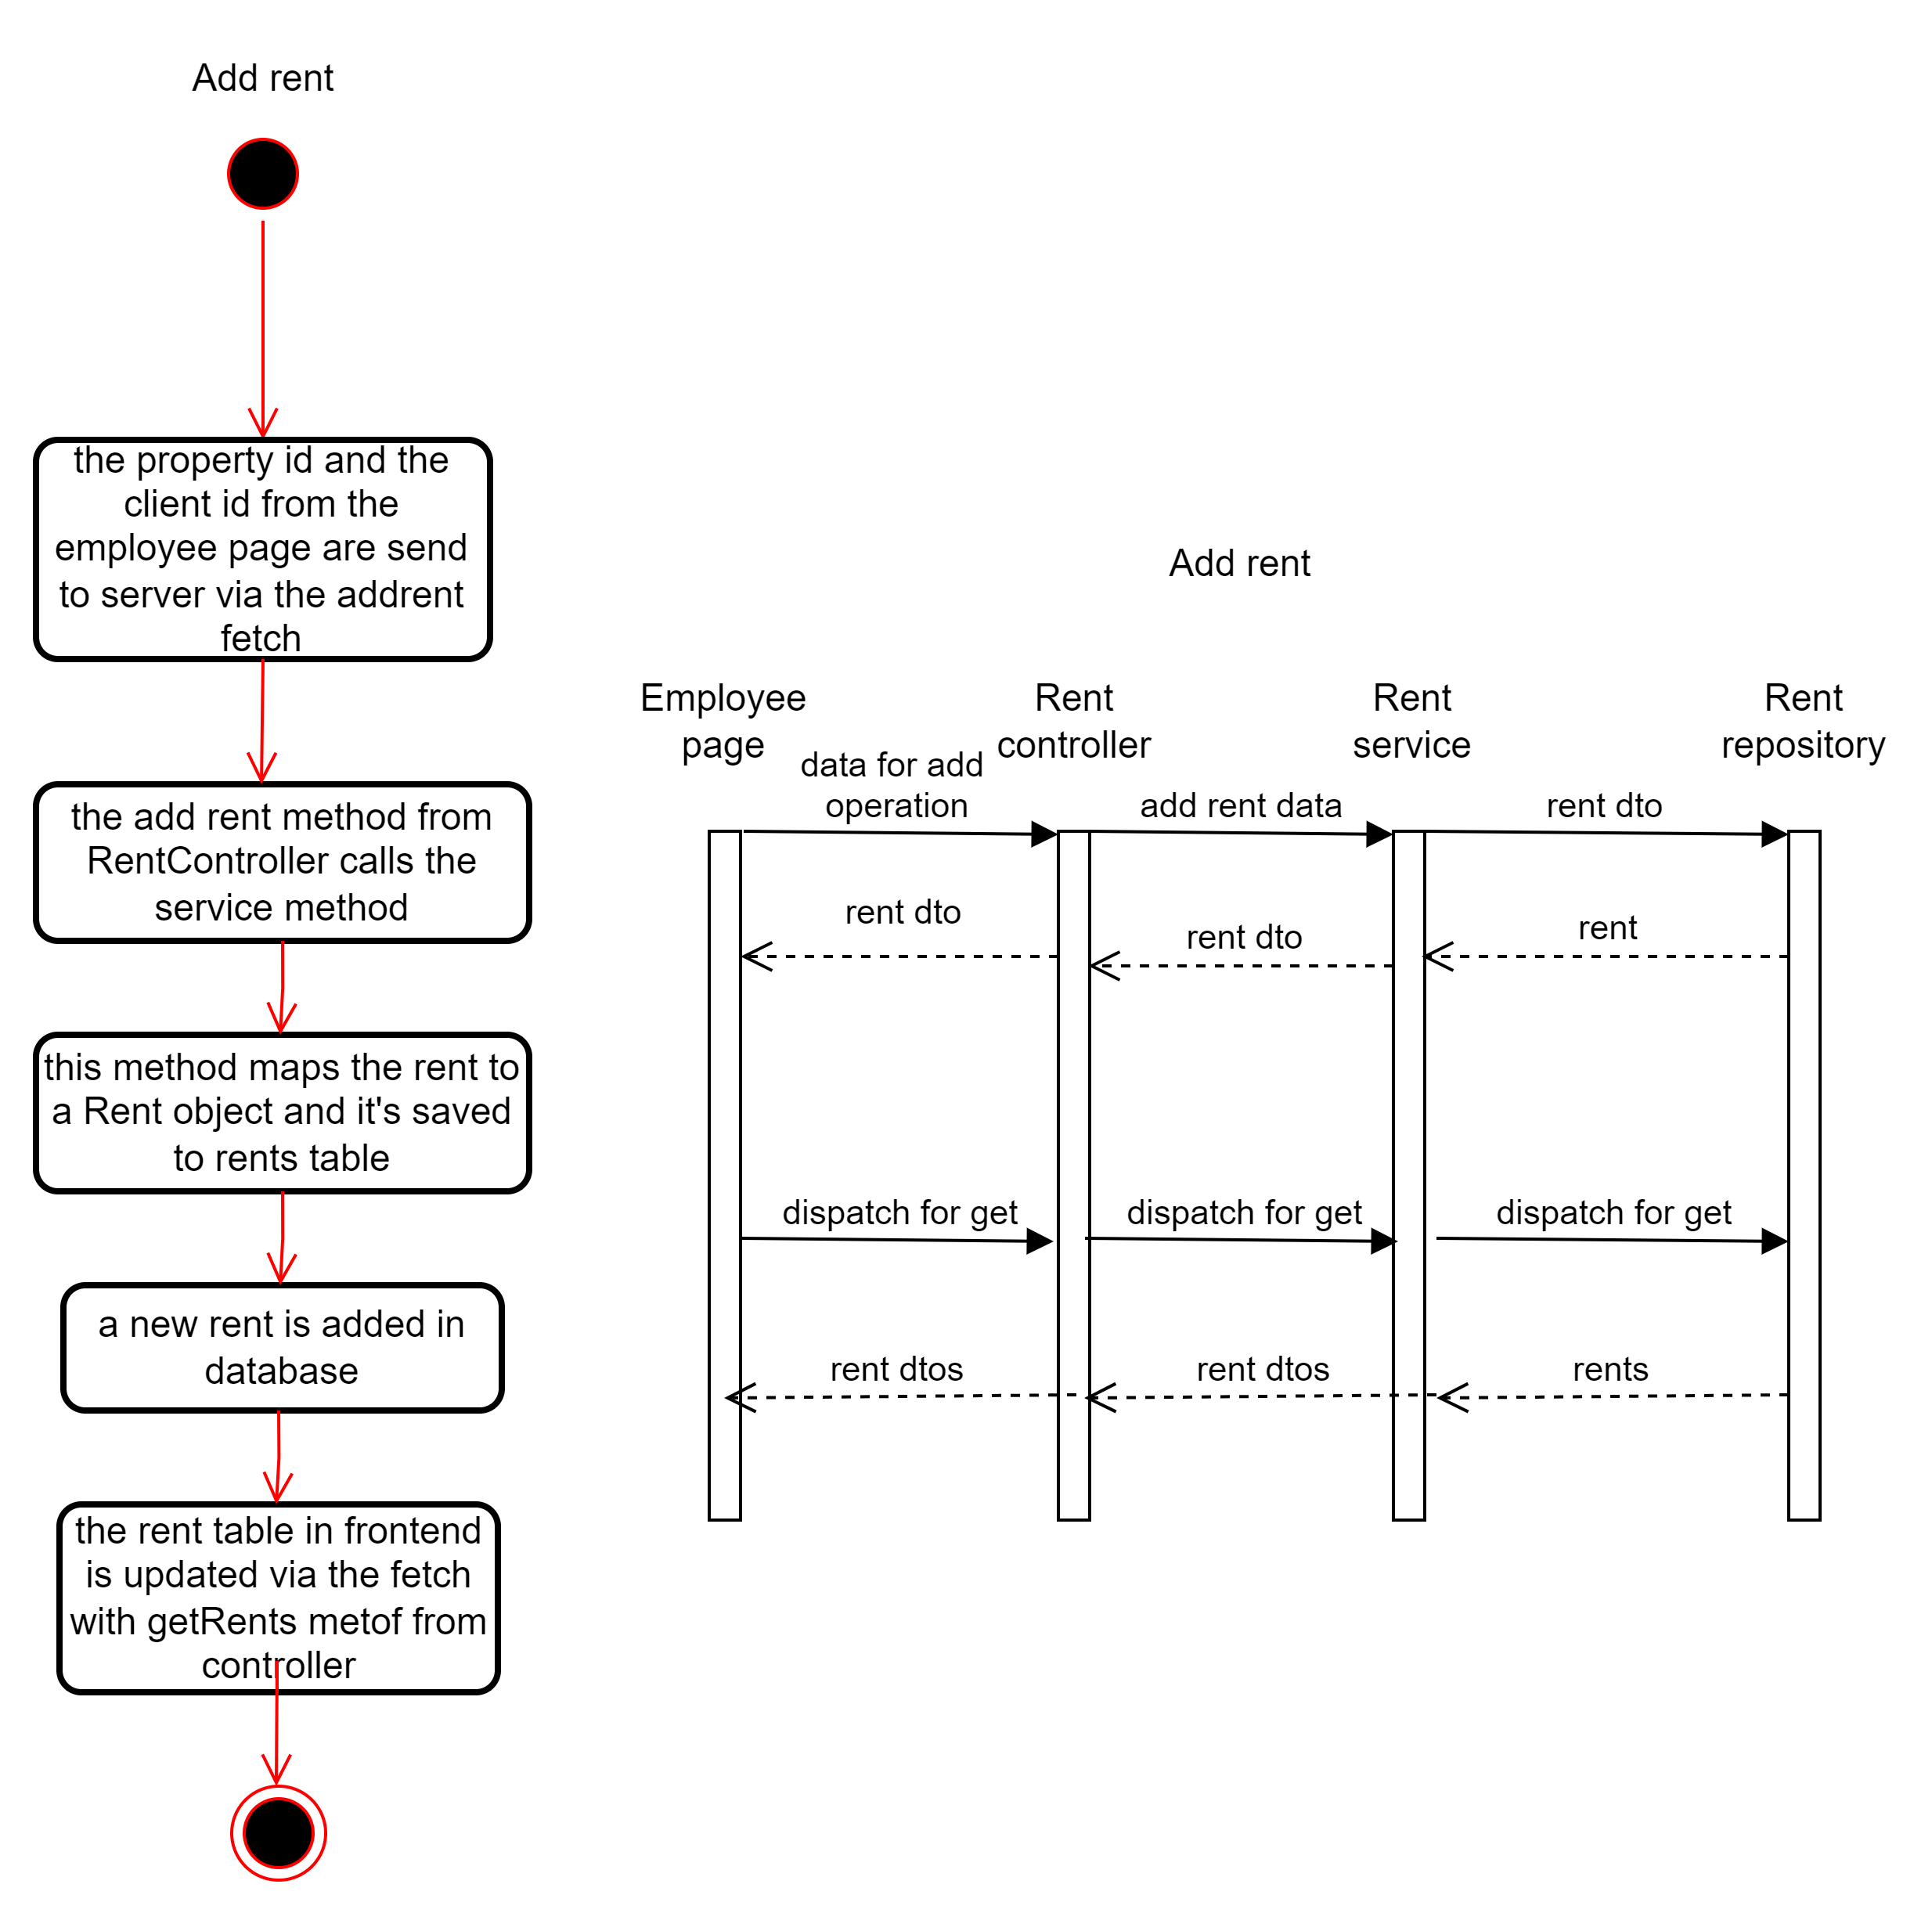 Add rent
the property id and the
client id from the
employee page are send
to server via the addrent
fetch
the add rent method from
RentController calls the
service method
this method maps the rent to
a Rent object and it's saved
to rents table
a new rent is added in
database
the rent table in frontend
is updated via the fetch
with getRents metof from
controller
Add rent
Employee
page
Rent
controller
Rent
service
Rent
repository
data for add
operation
add rent data
rent dto
rent dto
rent dto
rent
dispatch for get
dispatch for get
dispatch for get
rent dtos
rent dtos
rents